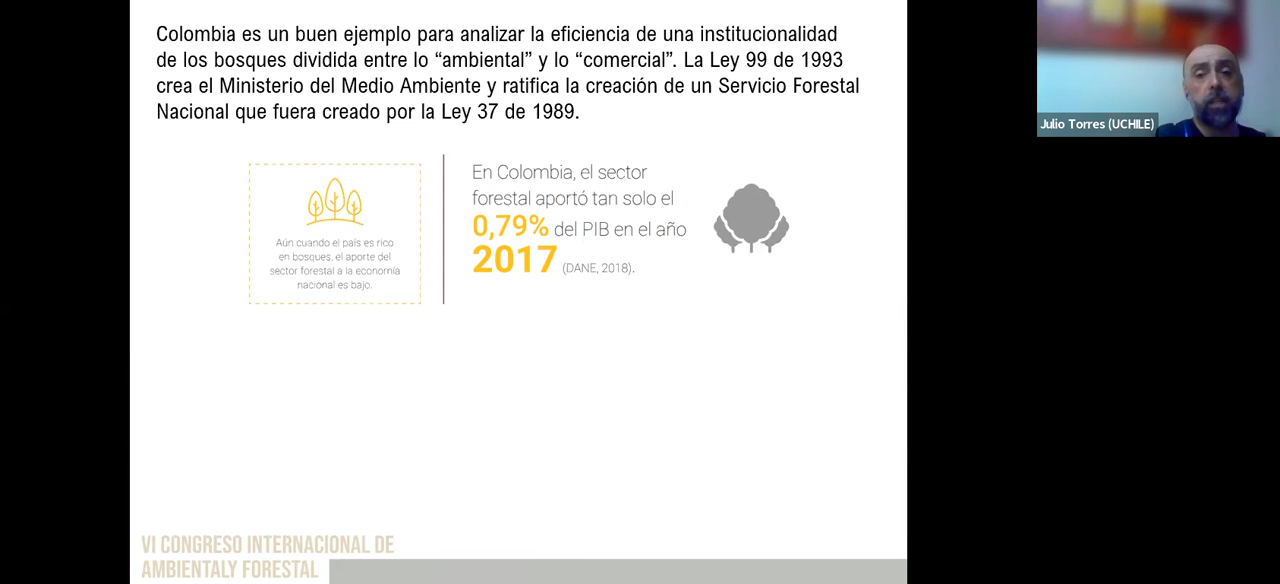 Colombia es un buen ejemplo para analizar la eficiencia de una institucionalidad
de los bosques dividida entre lo “ambiental” y lo “comercial”. La Ley 99 de 1993
crea el Ministerio del Medio Ambiente y ratifica la creación de un Servicio Forestal
Nacional que fuera creado por la Ley 37 de 1989.
Aún cuando el país es rico
en bosques, el aporte del
sector forestal a la economía
nacional es bajo.
En Colombia, el sector
forestal aportó tan solo el
0,79% del PIB en el año
2017 (DANE, 2018).
VI CONGRESO INTERNACIONAL DE
AMBIENTALY FORESTAL
Julio Torres (UCHILE)